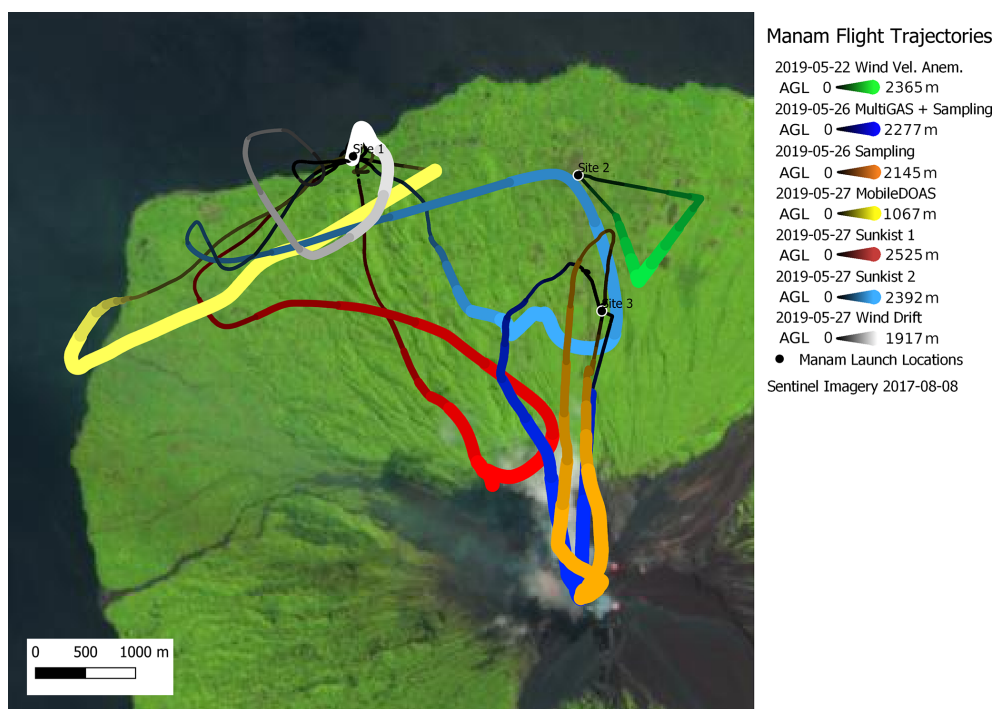 Manam Flight Trajectories
2019-05-22 Wind Vel. Anem.
AGL 0 2365 m
2019-05-26 MultiGAS + Sampling
AGL 0 2277 m
2019-05-26 Sampling
AGL 0 2145 m
2019-05-27 MobileDOAS
AGL 0 1067 m
2019-05-27 Sunkist 1
AGL 0 2525 m
2019-05-27 Sunkist 2
AGL 0 2392 m
2019-05-27 Wind Drift
AGL 0 1917 m
Manam Launch Locations
Sentinel Imagery 2017-08-08
Site 1
Site 2
Site 3
0 500 1000 m